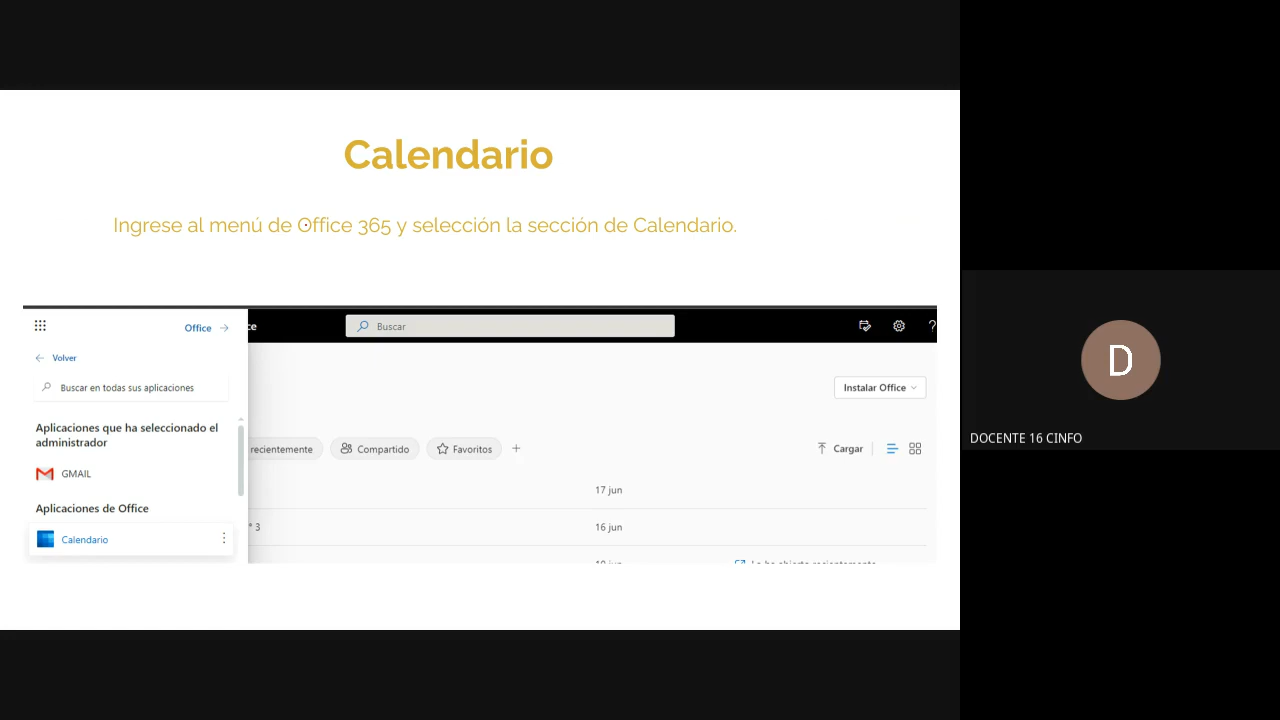 Calendario
Ingrese al menú de Office 365 y selección la sección de Calendario.
Office
ce
Buscar
?
Volver
Buscar en todas sus aplicaciones
Instalar Office
Aplicaciones que ha seleccionado el
administrador
recientemente
Compartido
Favoritos
+
Cargar
GMAIL
17 jun
Aplicaciones de Office
* 3
16 jun
Calendario
D
DOCENTE 16 CINFO